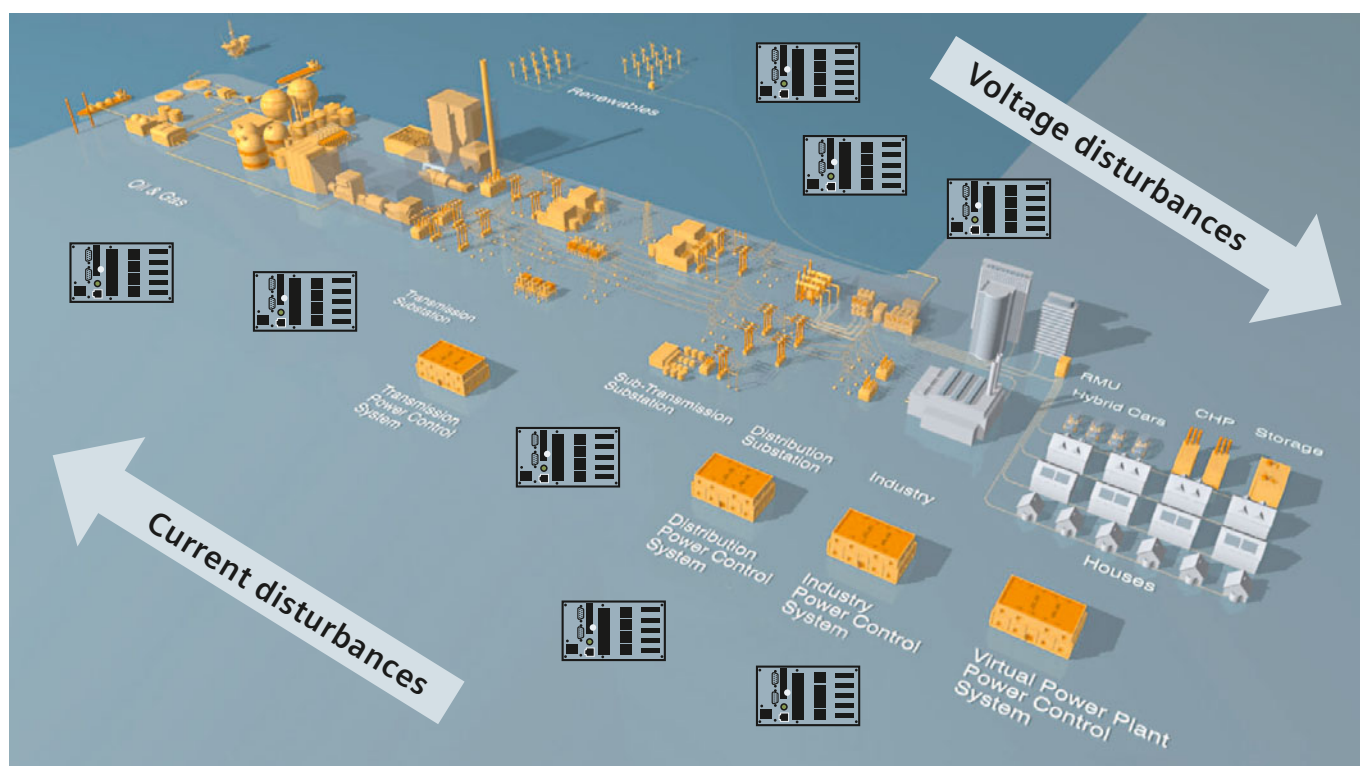 Renewables
Voltage disturbances
Oil & Gas
Transmission
Substation
Transmission
Power Control
System
Sub-Transmission
Substation
Distribution
Substation
RMU
Hybrid Cars
CHP
Storage
Industry
Distribution
Power Control
System
Industry
Power Control
System
Houses
Current disturbances
Virtual Power Plant
Power Control
System